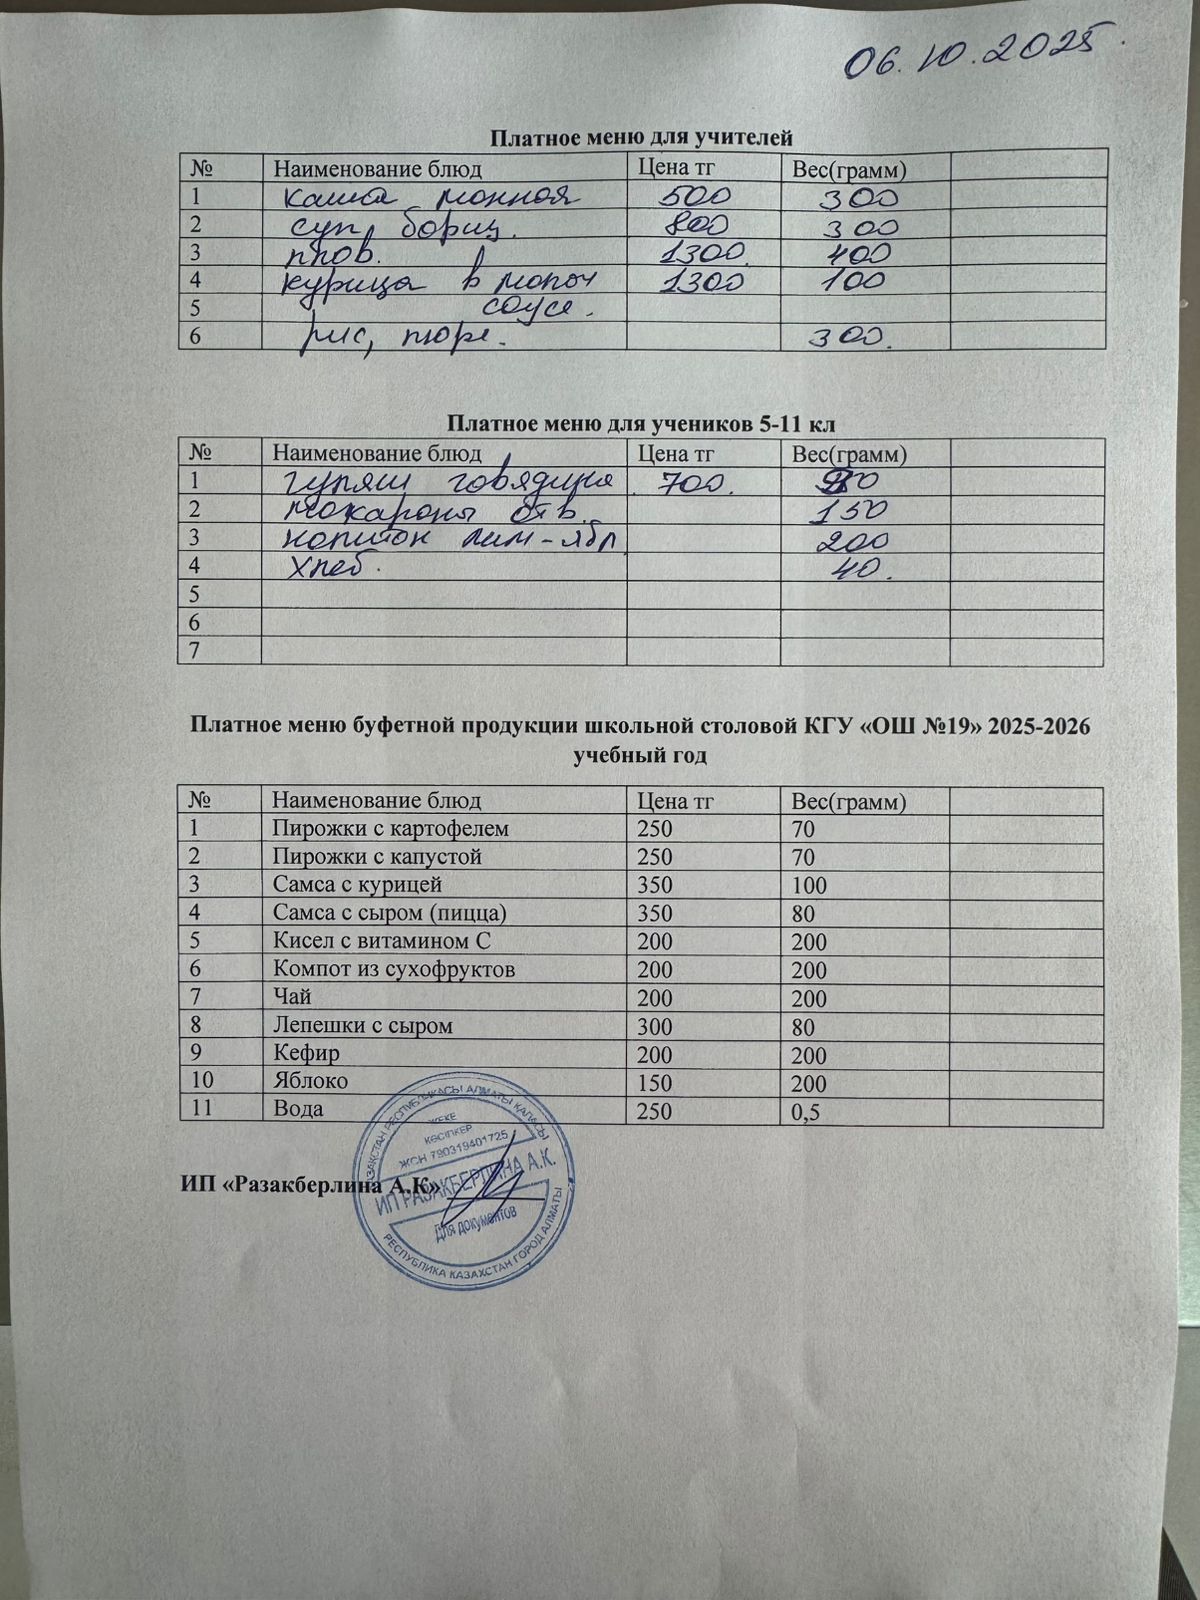 06.10.2025.
Платное меню для учителей
№ Наименование блюд Цена тг Вес(грамм)
1 каша манная 500 300
2 суп борщ. 800 300
3 плов. 1300 400
4 курица в молоч 1300 100
5 соусе.
6 рис, пюре. 300.
Платное меню для учеников 5-11 кл
№ Наименование блюд Цена тг Вес(грамм)
1 гуляш говядина 700.
2 макароны отв. 150
3 напиток лим-ябл 200
4 хлеб. 40.
5
6
7
Платное меню буфетной продукции школьной столовой КГУ «ОШ №19» 2025-2026
учебный год
№ Наименование блюд Цена тг Вес(грамм)
1 Пирожки с картофелем 250 70
2 Пирожки с капустой 250 70
3 Самса с курицей 350 100
4 Самса с сыром (пицца) 350 80
5 Кисел с витамином С 200 200
6 Компот из сухофруктов 200 200
7 Чай 200 200
8 Лепешки с сыром 300 80
9 Кефир 200 200
10 Яблоко 150 200
11 Вода 250 0,5
ҚАЗАҚСТАН РЕСПУБЛИКАСЫ АЛМАТЫ ҚАЛАСЫ
ЖЕКЕ
КӘСІПКЕР
ЖСН 790319401725
ИП «Разакберлина А.К»
ИП РАЗАКБЕРЛИНА А.К.
Для документов
РЕСПУБЛИКА КАЗАХСТАН ГОРОД АЛМАТЫ